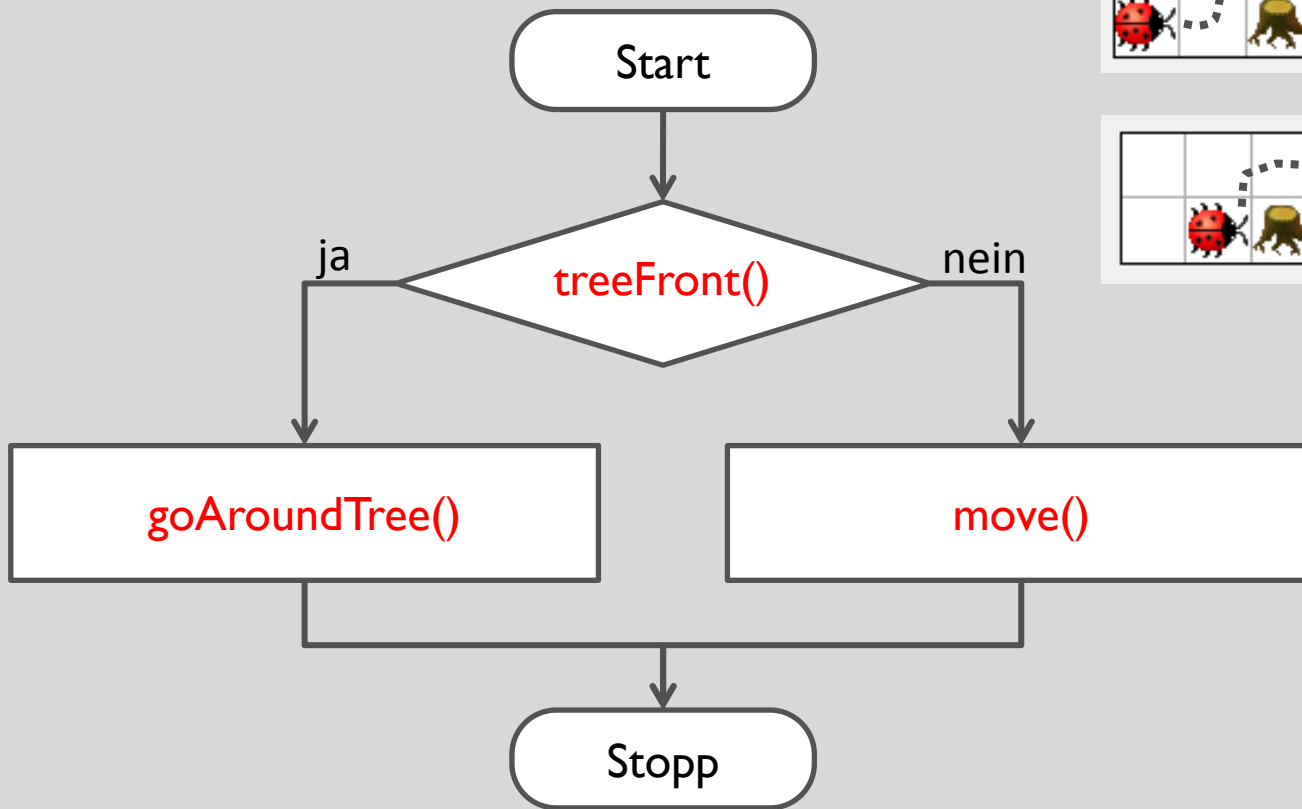 Start
ja
treeFront()
nein
goAroundTree()
move()
Stopp